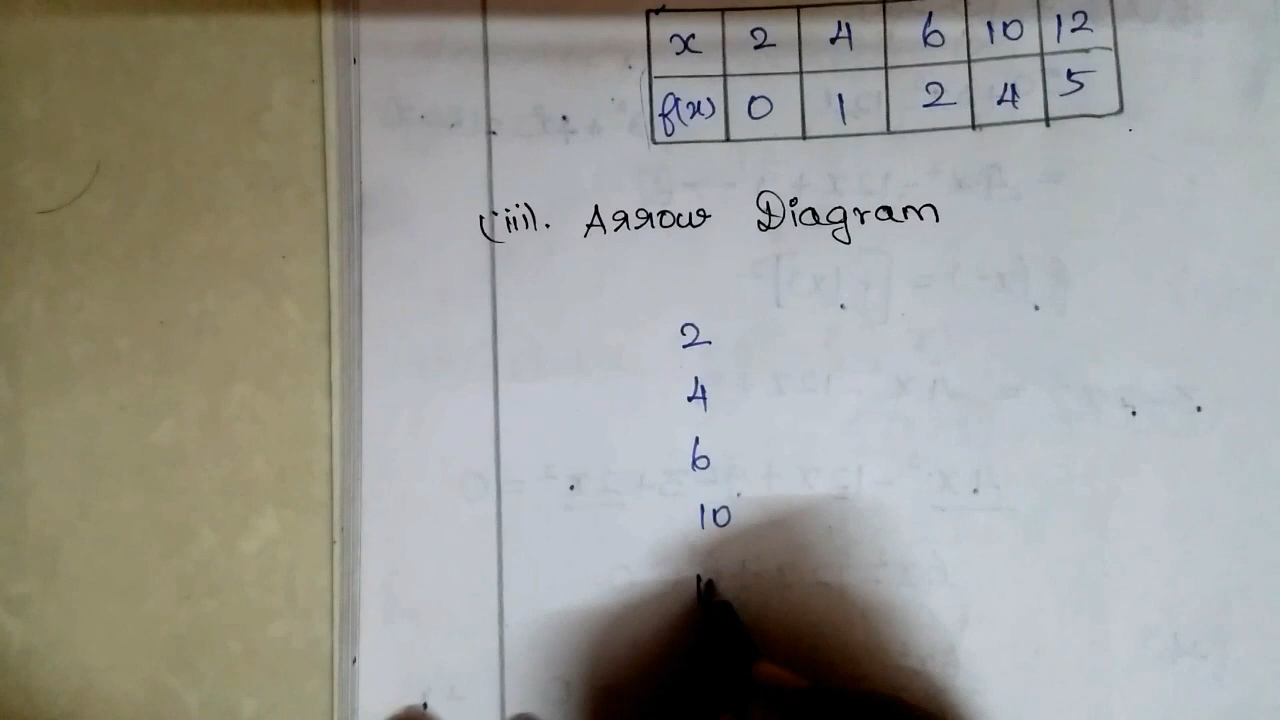 x 2 4 6 10 12
f(x) 0 1 2 4 5
(iii). Arrow Diagram
2
4
6
10